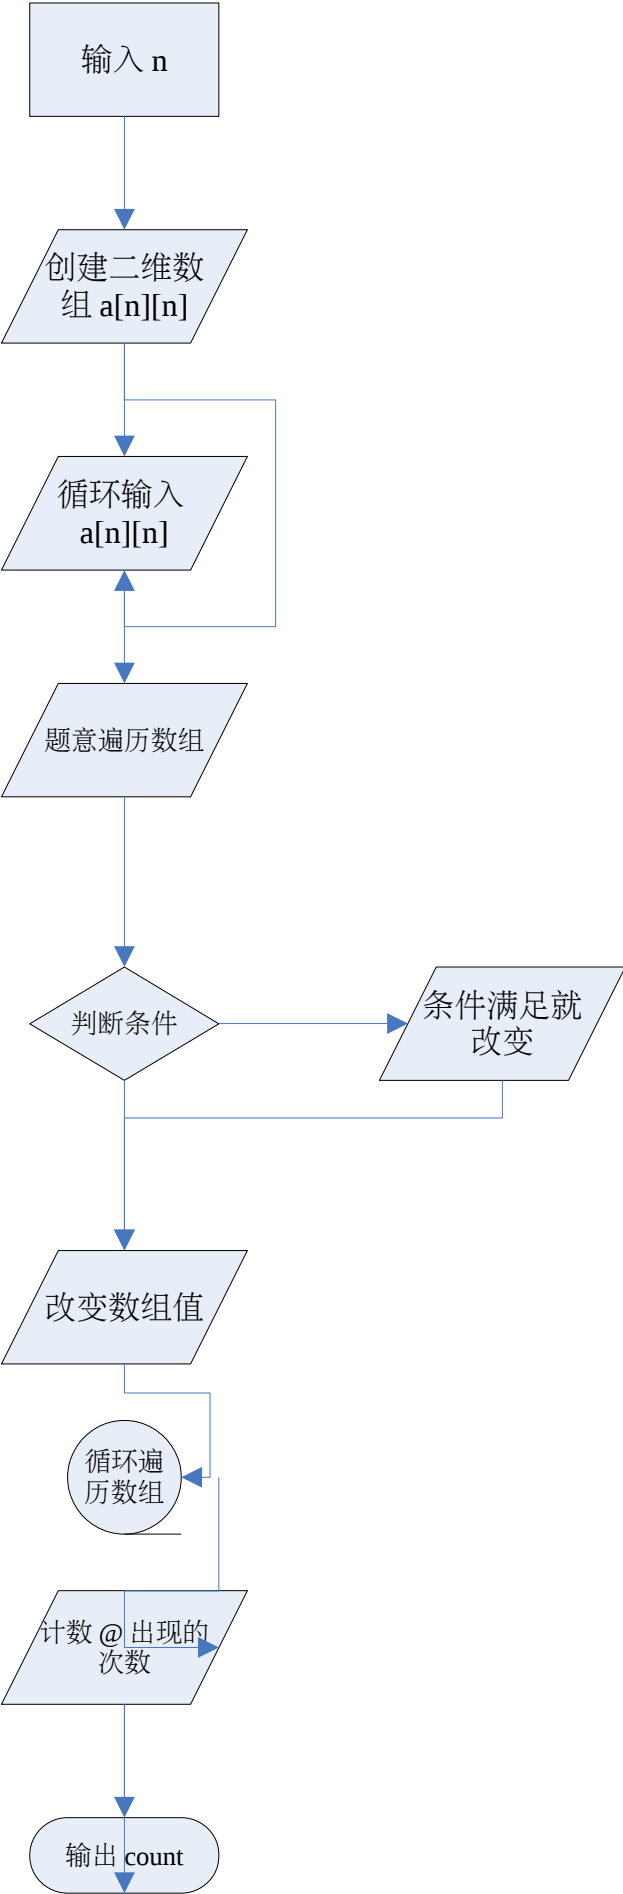 输入 n
创建二维数
组 a[n][n]
循环输入
a[n][n]
题意遍历数组
判断条件
条件满足就
改变
改变数组值
循环遍
历数组
计数 @ 出现的
次数
输出 count